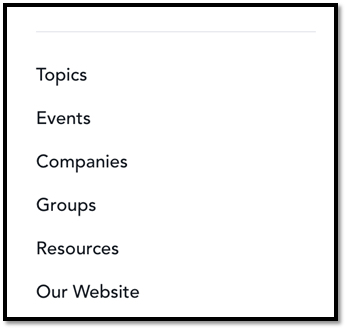 Topics
Events
Companies
Groups
Resources
Our Website